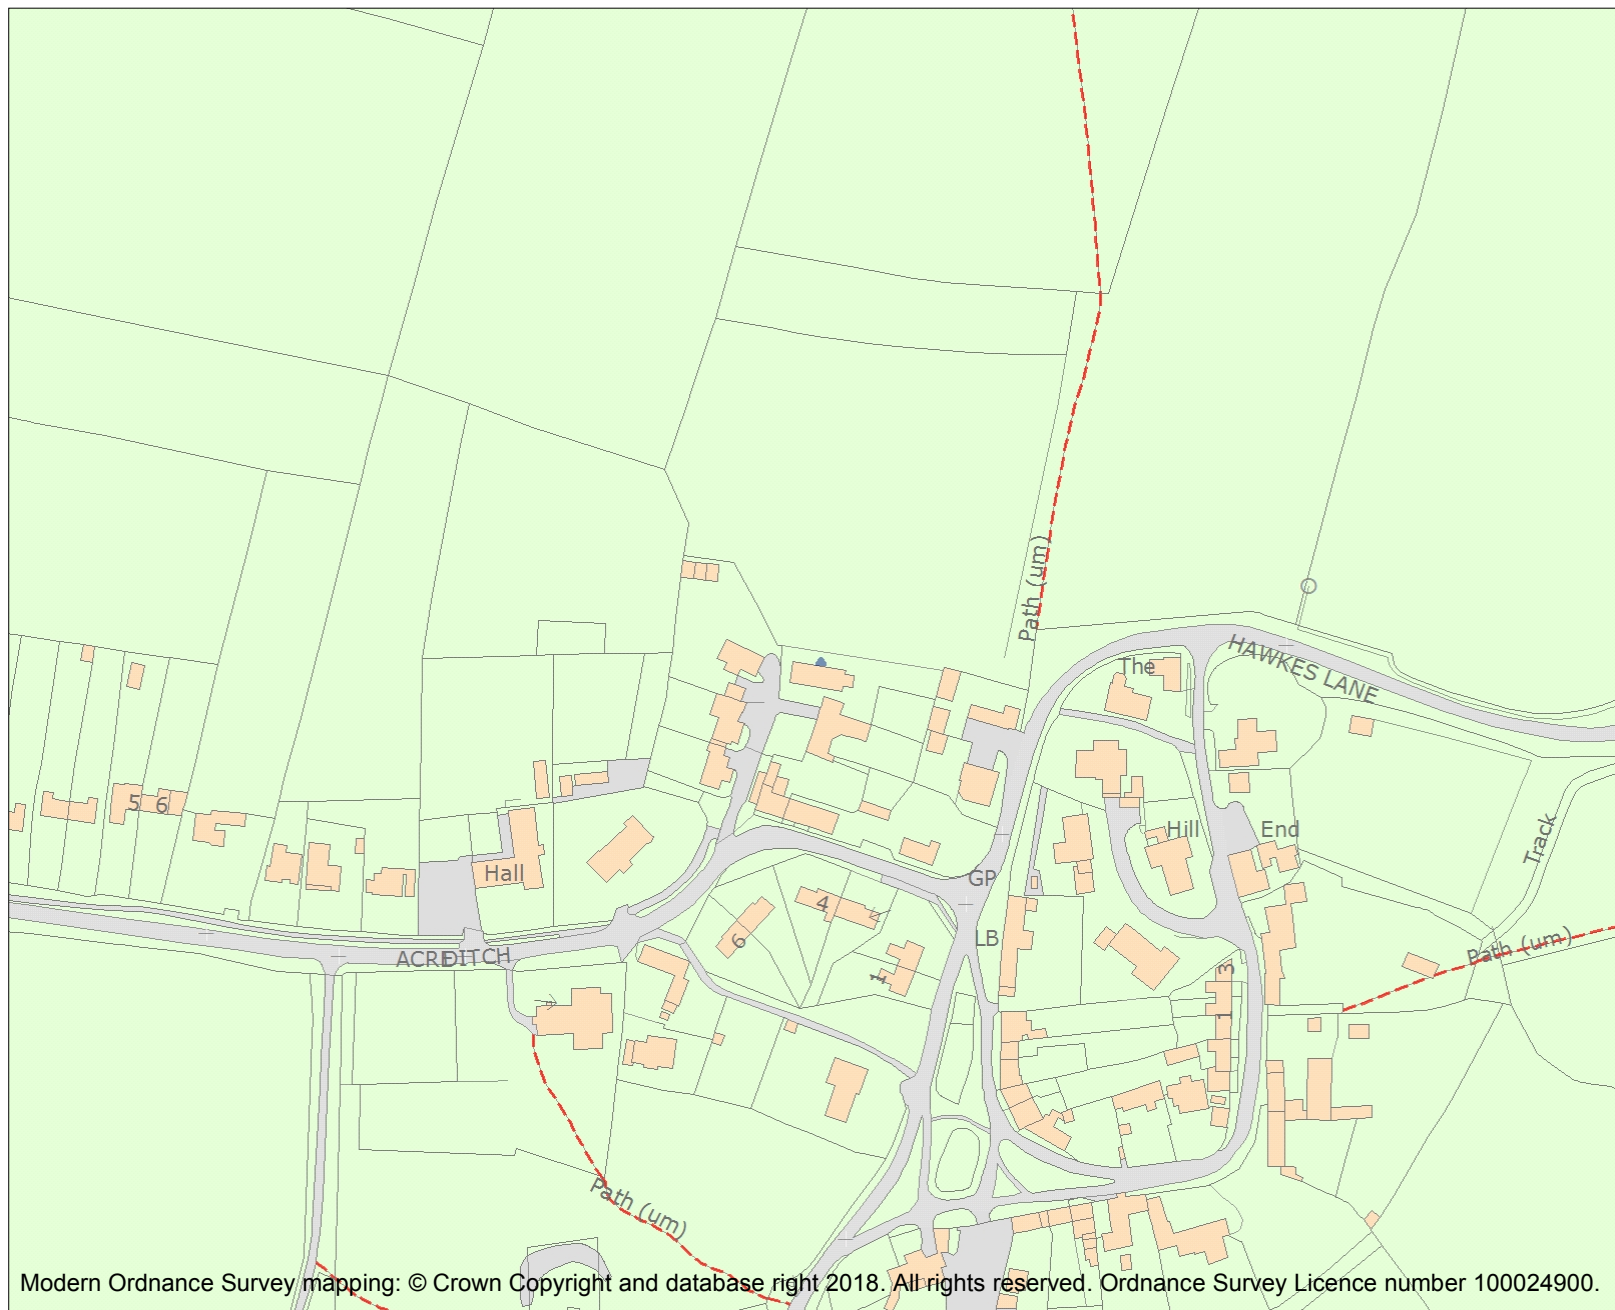 Path (um)
HAWKES LANE
The
5 6
Hill
End
Track
Hall
GP
4
6
LB
ACREDITCH
1
3
1
Path (um)
Path (um)
Modern Ordnance Survey mapping: © Crown Copyright and database right 2018. All rights reserved. Ordnance Survey Licence number 100024900.